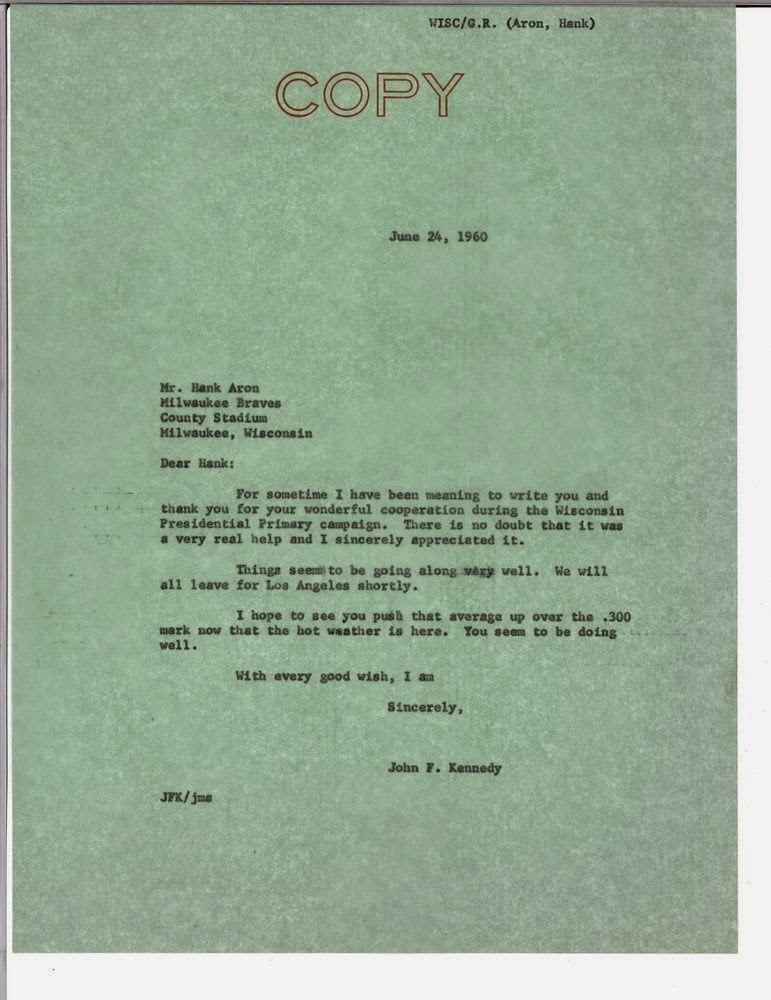 WISC/G.R. (Aron, Hank)
COPY
June 24, 1960
Mr. Hank Aron
Milwaukee Braves
County Stadium
Milwaukee, Wisconsin
Dear Hank:
For sometime I have been meaning to write you and
thank you for your wonderful cooperation during the Wisconsin
Presidential Primary campaign. There is no doubt that it was
a very real help and I sincerely appreciated it.
Things seem to be going along very well. We will
all leave for Los Angeles shortly.
I hope to see you push that average up over the .300
mark now that the hot weather is here. You seem to be doing
well.
With every good wish, I am
Sincerely,
John F. Kennedy
JFK/jms